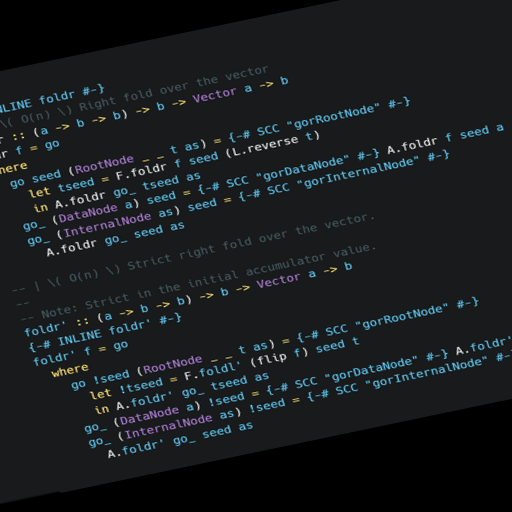 INLINE foldr #-}
\( O(n) \) Right fold over the vector
:: (a -> b -> b) -> b -> Vector a -> b
f = go
go seed (RootNode _ _ t as) = {-# SCC "gorRootNode" #-}
let tseed = F.foldr f seed (L.reverse t)
in A.foldr go_ tseed as
go_ (DataNode a) seed = {-# SCC "gorDataNode" #-} A.foldr f seed a
go_ (InternalNode as) seed = {-# SCC "gorInternalNode" #-}
A.foldr go_ seed as
-- | \( O(n) \) Strict right fold over the vector.
--
-- Note: Strict in the initial accumulator value.
foldr' :: (a -> b -> b) -> b -> Vector a -> b
{-# INLINE foldr' #-}
foldr' f = go
where
go !seed (RootNode _ _ t as) = {-# SCC "gorRootNode" #-}
let !tseed = F.foldl' (flip f) seed t
in A.foldr' go_ tseed as
go_ (DataNode a) !seed = {-# SCC "gorDataNode" #-} A.foldr'
go_ (InternalNode as) !seed = {-# SCC "gorInternalNode" #-}
A.foldr' go_ seed as